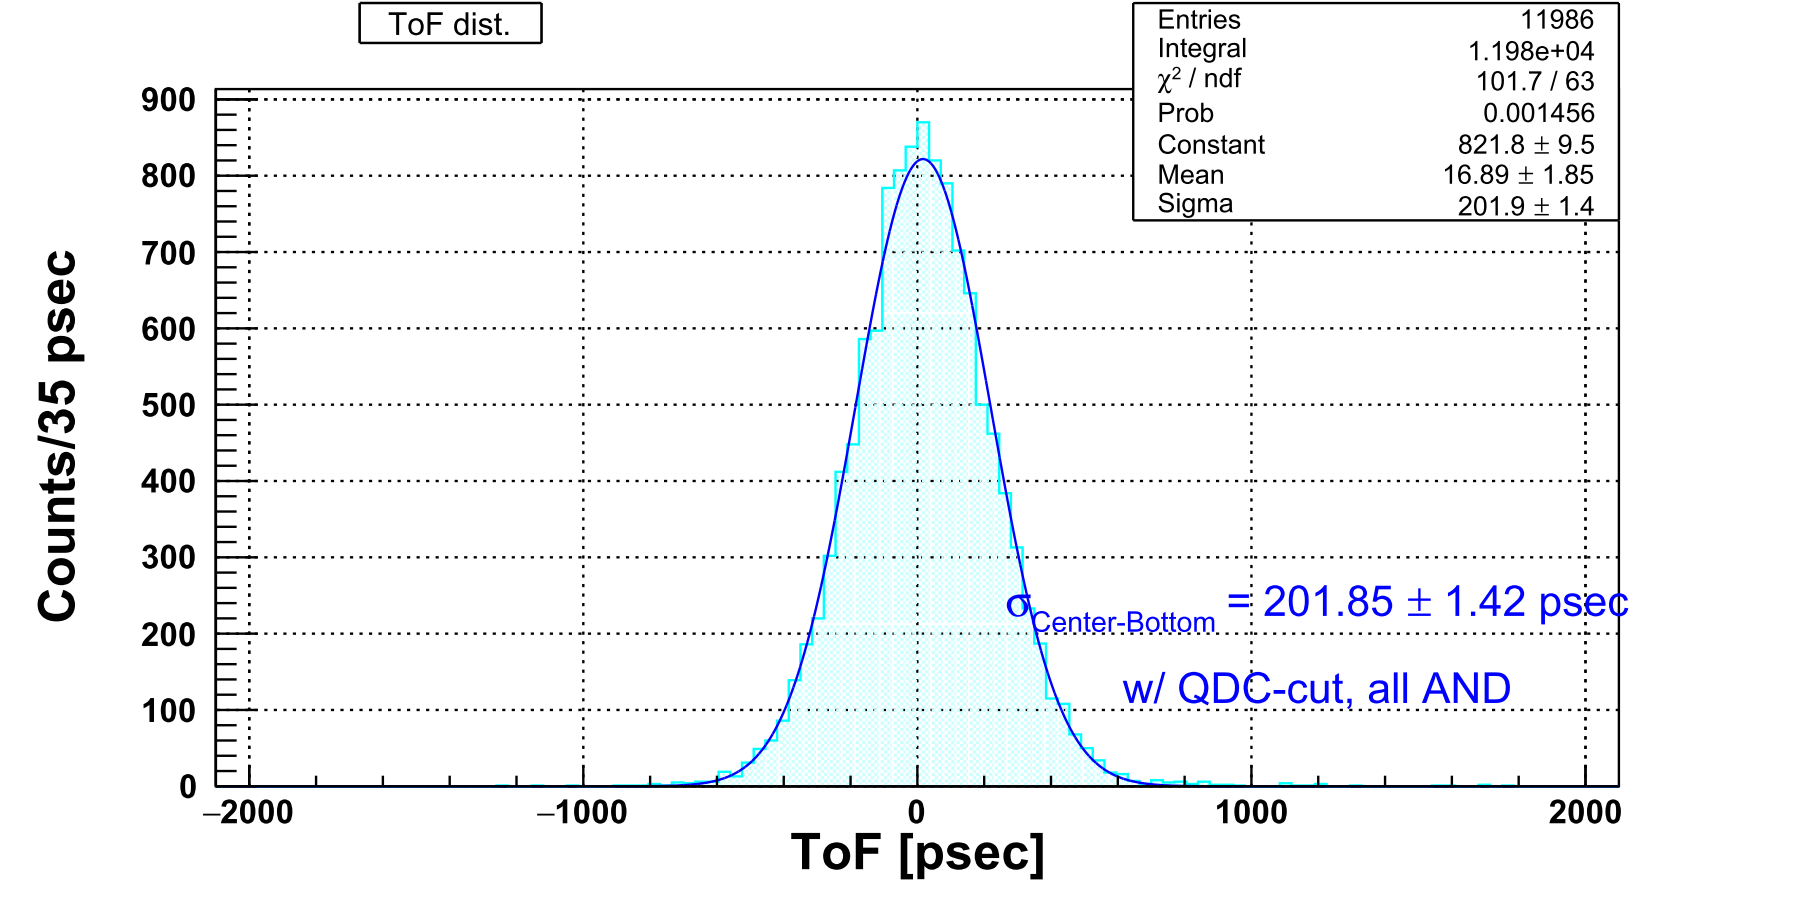 ToF dist.
Entries 11986
Integral 1.198e+04
χ² / ndf 101.7 / 63
Prob 0.001456
Constant 821.8 ± 9.5
Mean 16.89 ± 1.85
Sigma 201.9 ± 1.4
900
800
700
600
500
400
300
200
100
0
Counts/35 psec
σCenter-Bottom = 201.85 ± 1.42 psec
w/ QDC-cut, all AND
−2000 −1000 0 1000 2000
ToF [psec]